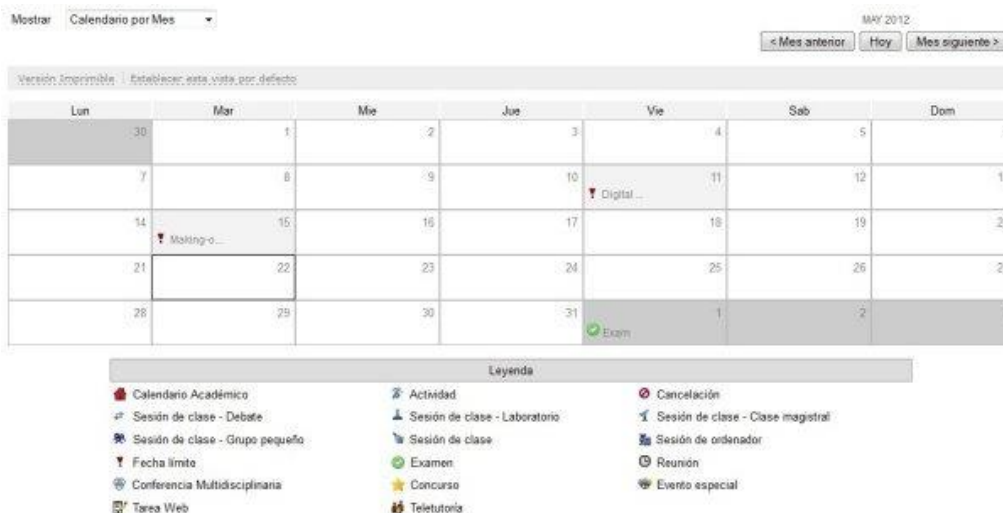 Mostrar Calendario por Mes
MAY 2012
< Mes anterior Hoy Mes siguiente >
Versión Imprimible | Establecer esta vista por defecto
Lun Mar Mie Jue Vie Sab Dom
30 1 2 3 4 5
7 8 9 10 11 12 1
Digital...
14 15 16 17 18 19 2
Making-o...
21 22 23 24 25 26 2
28 29 30 31 1 2
Exam
Leyenda
Calendario Académico Actividad Cancelación
Sesión de clase - Debate Sesión de clase - Laboratorio Sesión de clase - Clase magistral
Sesión de clase - Grupo pequeño Sesión de clase Sesión de ordenador
Fecha límite Examen Reunión
Conferencia Multidisciplinaria Concurso Evento especial
Tarea Web Teletutoría